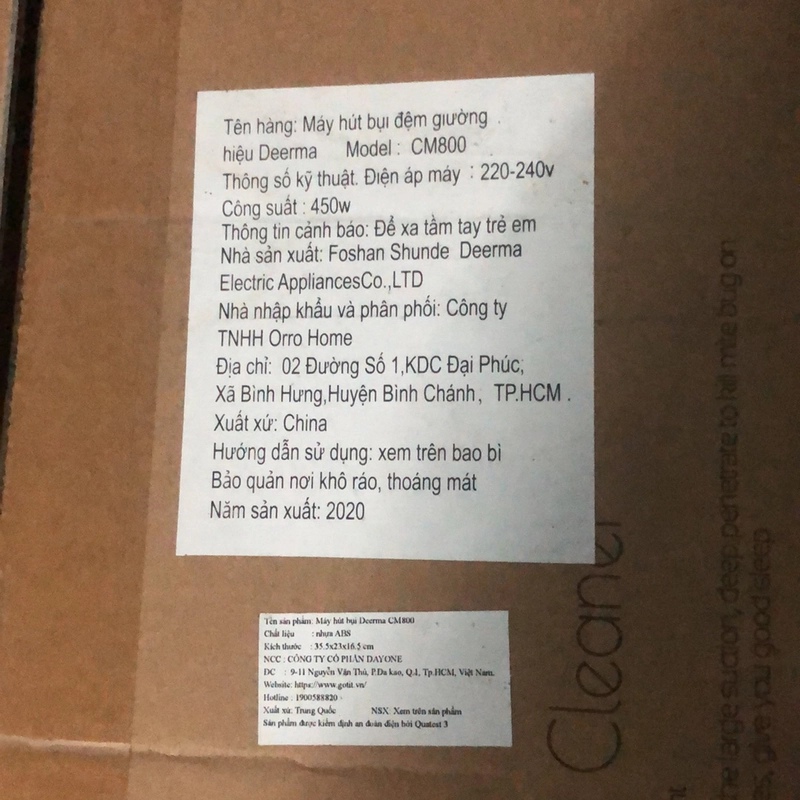 Tên hàng: Máy hút bụi đệm giường
hiệu Deerma Model : CM800
Thông số kỹ thuật. Điện áp máy : 220-240v
Công suất : 450w
Thông tin cảnh báo: Để xa tầm tay trẻ em
Nhà sản xuất: Foshan Shunde Deerma
Electric AppliancesCo.,LTD
Nhà nhập khẩu và phân phối: Công ty
TNHH Orro Home
Địa chỉ: 02 Đường Số 1,KDC Đại Phúc,
Xã Bình Hưng,Huyện Bình Chánh, TP.HCM .
Xuất xứ: China
Hướng dẫn sử dụng: xem trên bao bì
Bảo quản nơi khô ráo, thoáng mát
Năm sản xuất: 2020
Tên sản phẩm: Máy hút bụi Deerma CM800
Chất liệu : nhựa ABS
Kích thước : 35.5x23x16.5 cm
NCC : CÔNG TY CỔ PHẦN DAYONE
ĐC : 9-11 Nguyễn Văn Thủ, P.Đa kao, Q.1, Tp.HCM, Việt Nam.
Website: https://www.gotit.vn/
Hotline : 1900588820
Xuất xứ: Trung Quốc NSX: Xem trên sản phẩm
Sản phẩm được kiểm định an đoàn điện bởi Quatest 3
Cleaner
large suction, deep penetrate to kill mite bug on
give you good sleep